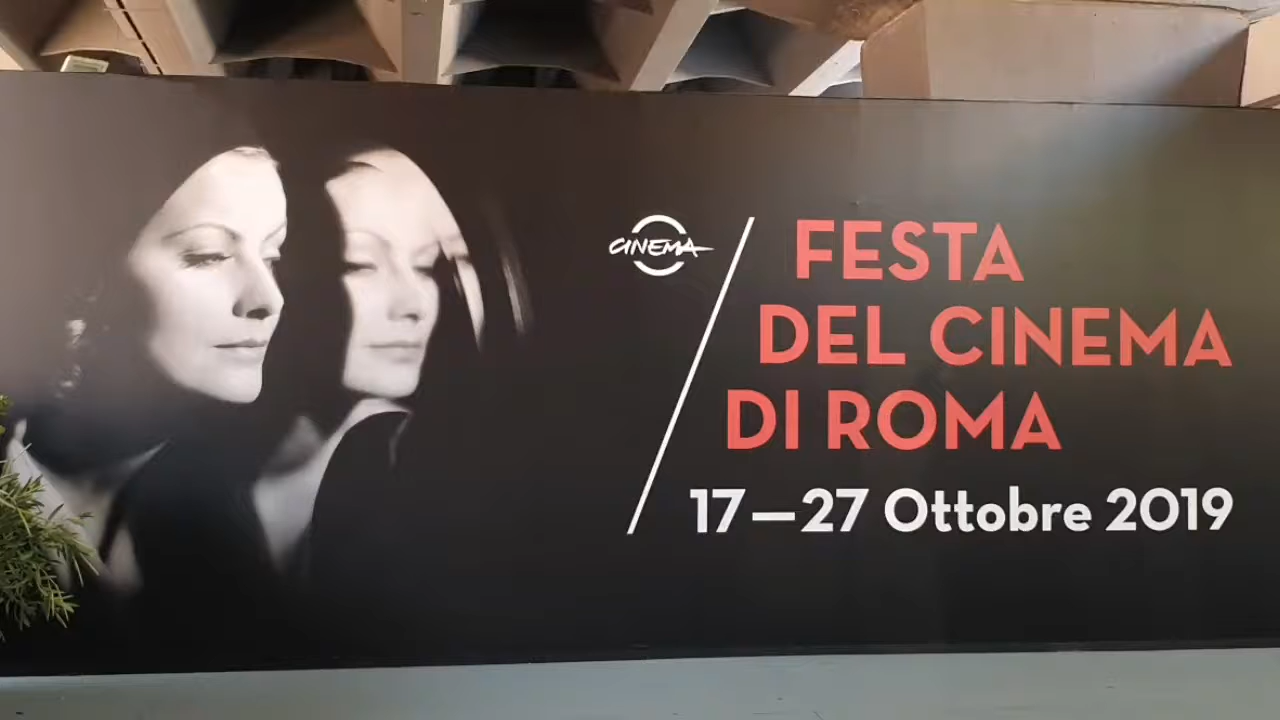 CINEMA
FESTA
DEL CINEMA
DI ROMA
17—27 Ottobre 2019